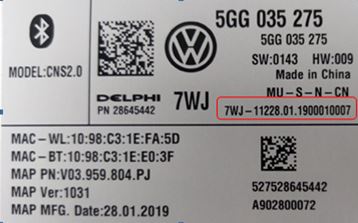 5GG 035 275
5GG 035 275
SW:0143 HW:009
Made in China
MODEL:CNS2.0
DELPHI
PN 28645442
7WJ
MU-S-N-CN
7WJ-11228.01.1900010007
MAC-WL:10:98:C3:1E:FA:5D
MAC-BT:10:98:C3:1E:E0:3F
MAP PN:V03.959.804.PJ
MAP Ver:1031
MAP MFG. Date:28.01.2019
527528645442
A902800072